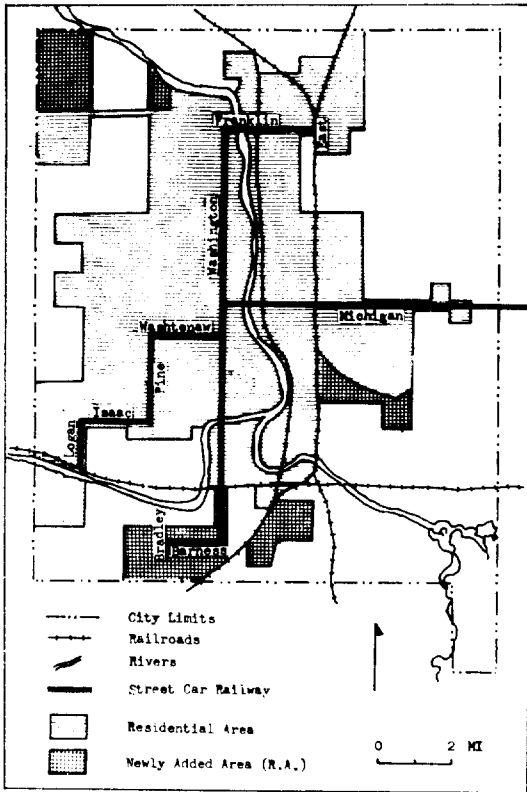 Franklin
East
Washington
Michigan
Washtenaw
Pine
Isaac
Logan
Bradley
Barness
City Limits
Railroads
Rivers
Street Car Railway
Residential Area
Newly Added Area (R.A.)
0 2 MI